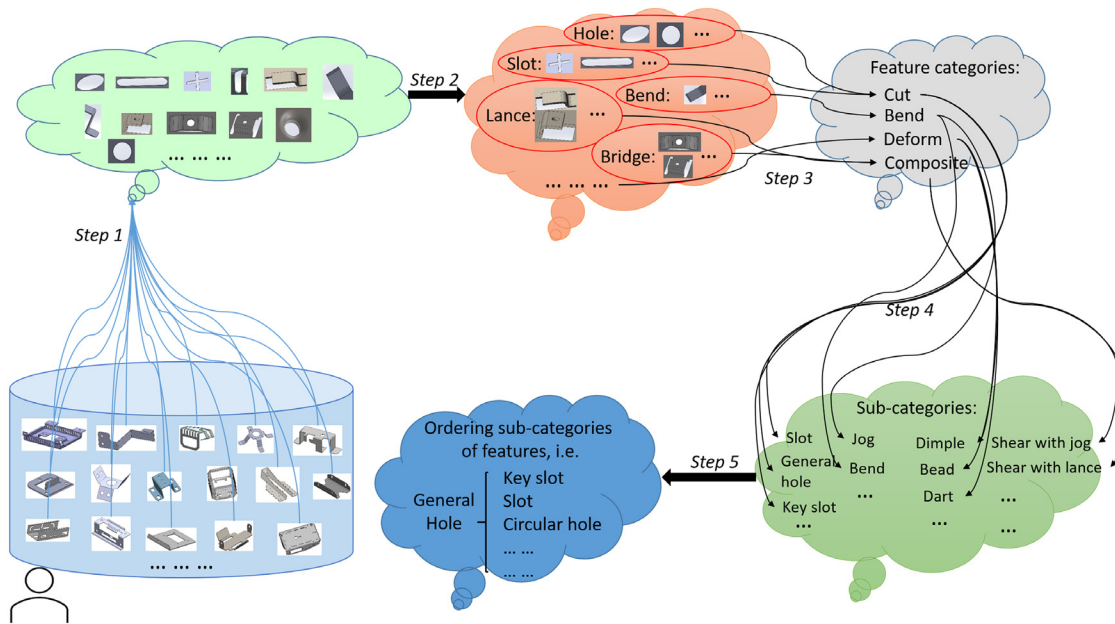 Step 1
… … …
… … …
Step 2
Hole: …
Slot: …
Bend: …
Lance: …
Bridge: …
… … …
Step 3
Feature categories:
Cut
Bend
Deform
Composite
Step 4
Sub-categories:
Slot
General
hole
Key slot
…
Jog
Bend
…
Dimple
Bead
Dart
…
Shear with jog
Shear with lance
…
…
Step 5
Ordering sub-categories
of features, i.e.
General
Hole
Key slot
Slot
Circular hole
… …
… …